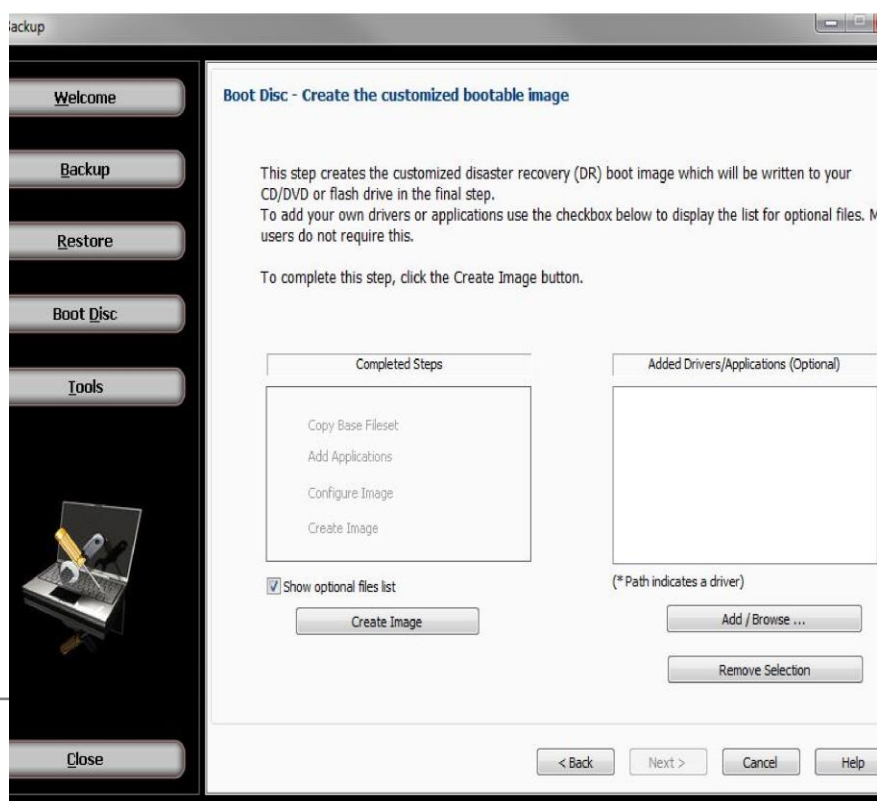 Backup
Welcome
Backup
Restore
Boot Disc
Tools
Close
Boot Disc - Create the customized bootable image
This step creates the customized disaster recovery (DR) boot image which will be written to your
CD/DVD or flash drive in the final step.
To add your own drivers or applications use the checkbox below to display the list for optional files.
users do not require this.
To complete this step, click the Create Image button.
Completed Steps
Copy Base Fileset
Add Applications
Configure Image
Create Image
Show optional files list
Create Image
Added Drivers/Applications (Optional)
(* Path indicates a driver)
Add / Browse ...
Remove Selection
< Back
Next >
Cancel
Help